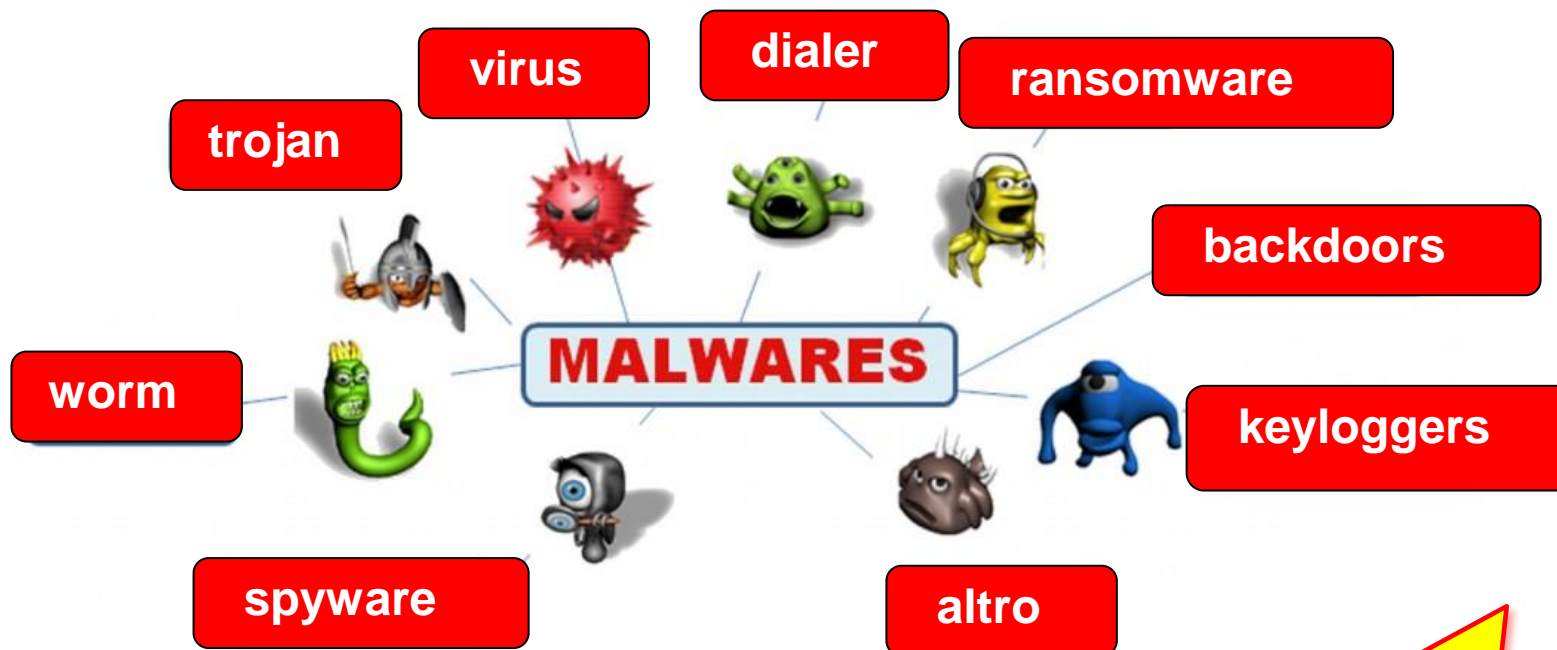 dialer
virus
ransomware
trojan
backdoors
MALWARES
worm
keyloggers
spyware
altro